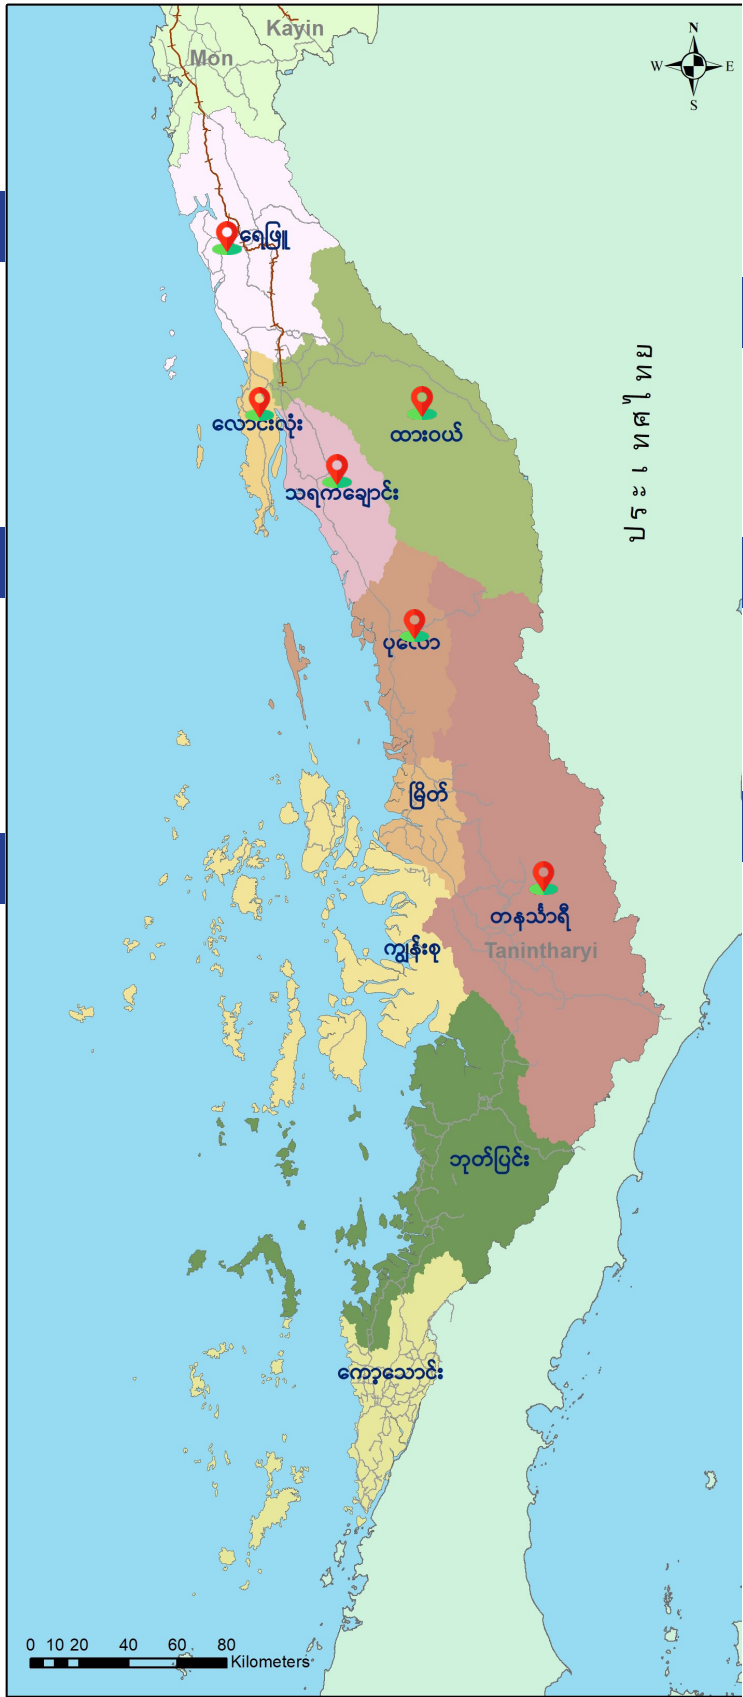 Kayin
Mon
N
W
E
S
ရေဖြူ
ประเทศไทย
လောင်းလုံး
ထားဝယ်
သရက်ချောင်း
ပုလော
မြိတ်
တနင်္သာရီ
Tanintharyi
ကျွန်းစု
ဘုတ်ပြင်း
ကော့သောင်း
0 10 20 40 60 80
Kilometers